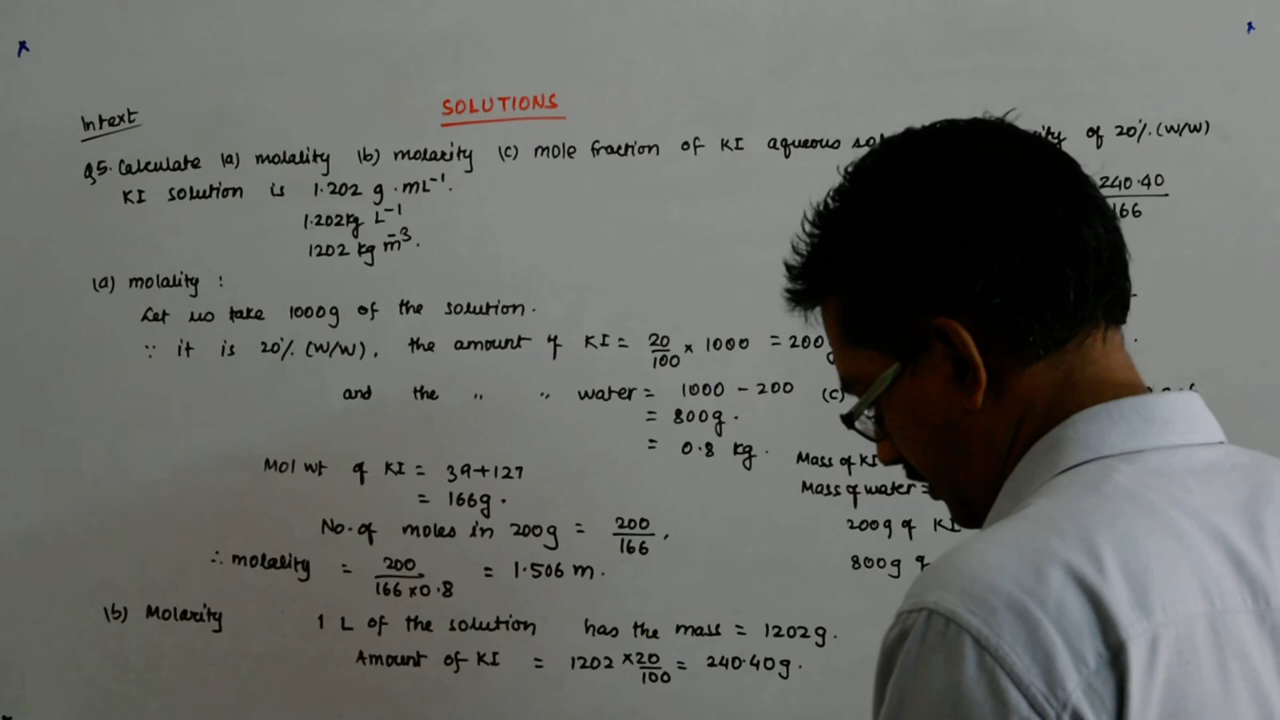 Intext
SOLUTIONS
Q5. Calculate (a) molality (b) molarity (c) mole fraction of KI aqueous of 20%.(W/W)
KI solution is 1.202 g.mL⁻¹.
1.202kg L⁻¹
1202 kg m⁻³.
240.40
166
(a) molality :
Let us take 1000g of the solution.
∵ it is 20%. (W/W), the amount of KI = 20/100 x 1000 = 200
and the " " water = 1000 - 200
= 800g.
= 0.8 kg.
Mol wt of KI = 39+127
= 166g.
No. of moles in 200g = 200/166,
∴ molality = 200/166x0.8 = 1.506 m.
(b) Molarity 1 L of the solution has the mass = 1202g.
Amount of KI = 1202 x 20/100 = 240.40g.
(c)
Mass of KI
Mass of water =
200g of KI
800g